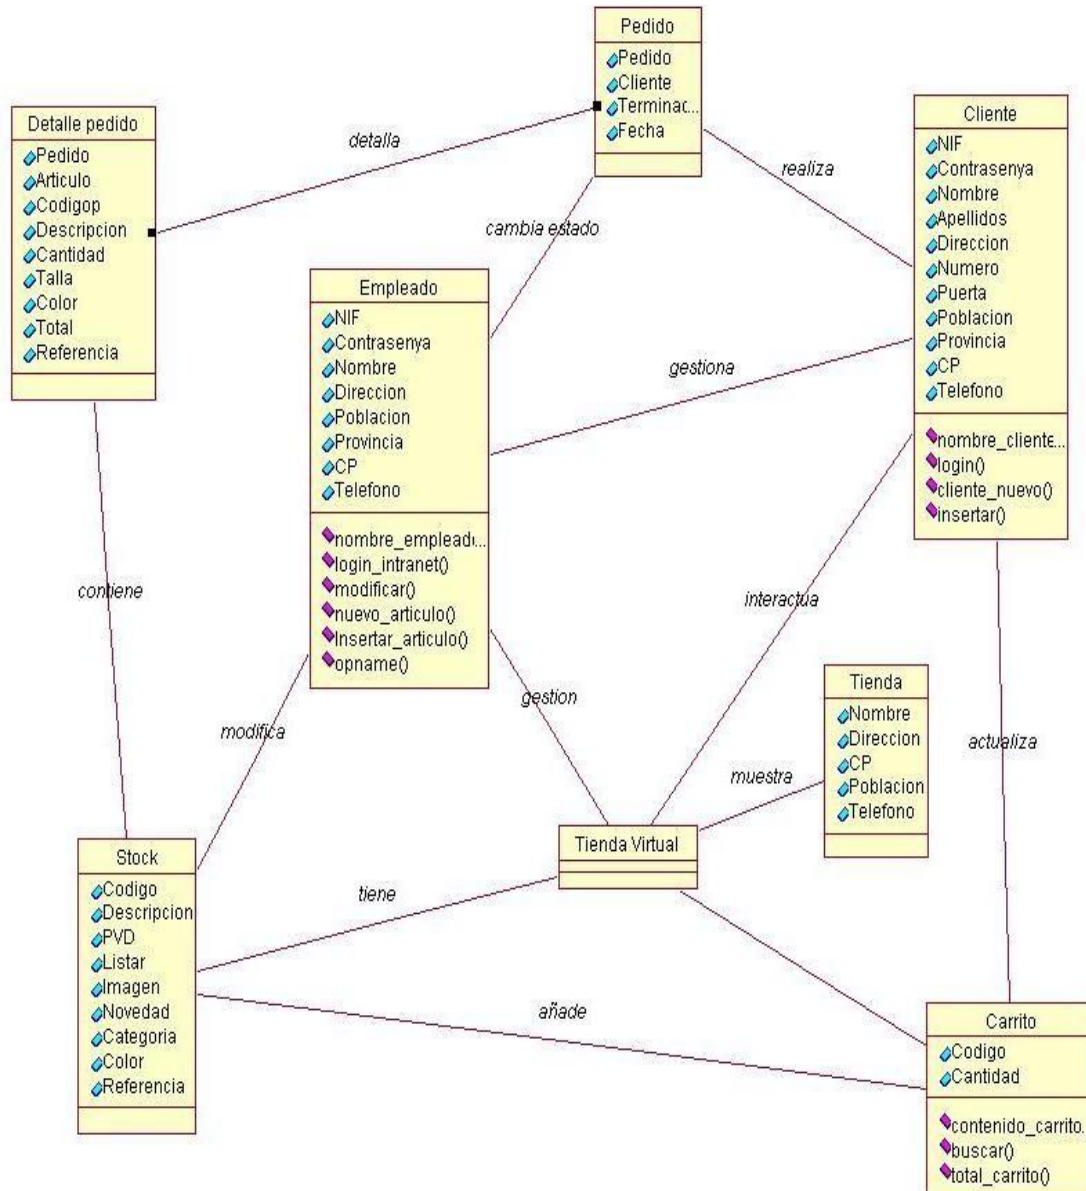 Pedido
Pedido
Cliente
Terminac...
Fecha
Detalle pedido
Pedido
Articulo
Codigop
Descripcion
Cantidad
Talla
Color
Total
Referencia
Cliente
NIF
Contrasenya
Nombre
Apellidos
Direccion
Numero
Puerta
Poblacion
Provincia
CP
Telefono
nombre_cliente...
login()
cliente_nuevo()
insertar()
detalla
realiza
cambia estado
Empleado
NIF
Contrasenya
Nombre
Direccion
Poblacion
Provincia
CP
Telefono
nombre_emplead...
login_intranet()
modificar()
nuevo_articulo()
Insertar_articulo()
opname()
gestiona
contiene
interactua
modifica
gestion
Tienda
Nombre
Direccion
CP
Poblacion
Telefono
actualiza
muestra
Tienda Virtual
Stock
Codigo
Descripcion
PVD
Listar
Imagen
Novedad
Categoria
Color
Referencia
tiene
añade
Carrito
Codigo
Cantidad
contenido_carrito..
buscar()
total_carrito()